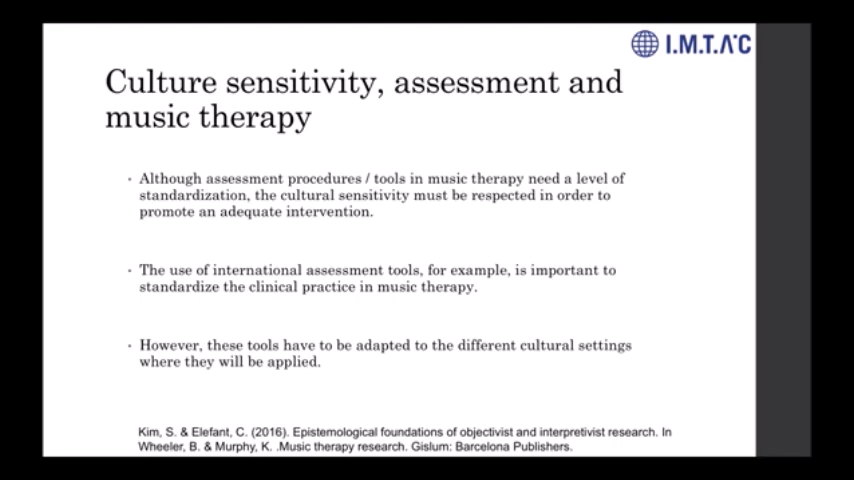 I.M.T.A'C
Culture sensitivity, assessment and
music therapy
· Although assessment procedures / tools in music therapy need a level of
standardization, the cultural sensitivity must be respected in order to
promote an adequate intervention.
· The use of international assessment tools, for example, is important to
standardize the clinical practice in music therapy.
· However, these tools have to be adapted to the different cultural settings
where they will be applied.
Kim, S. & Elefant, C. (2016). Epistemological foundations of objectivist and interpretivist research. In
Wheeler, B. & Murphy, K. .Music therapy research. Gislum: Barcelona Publishers.